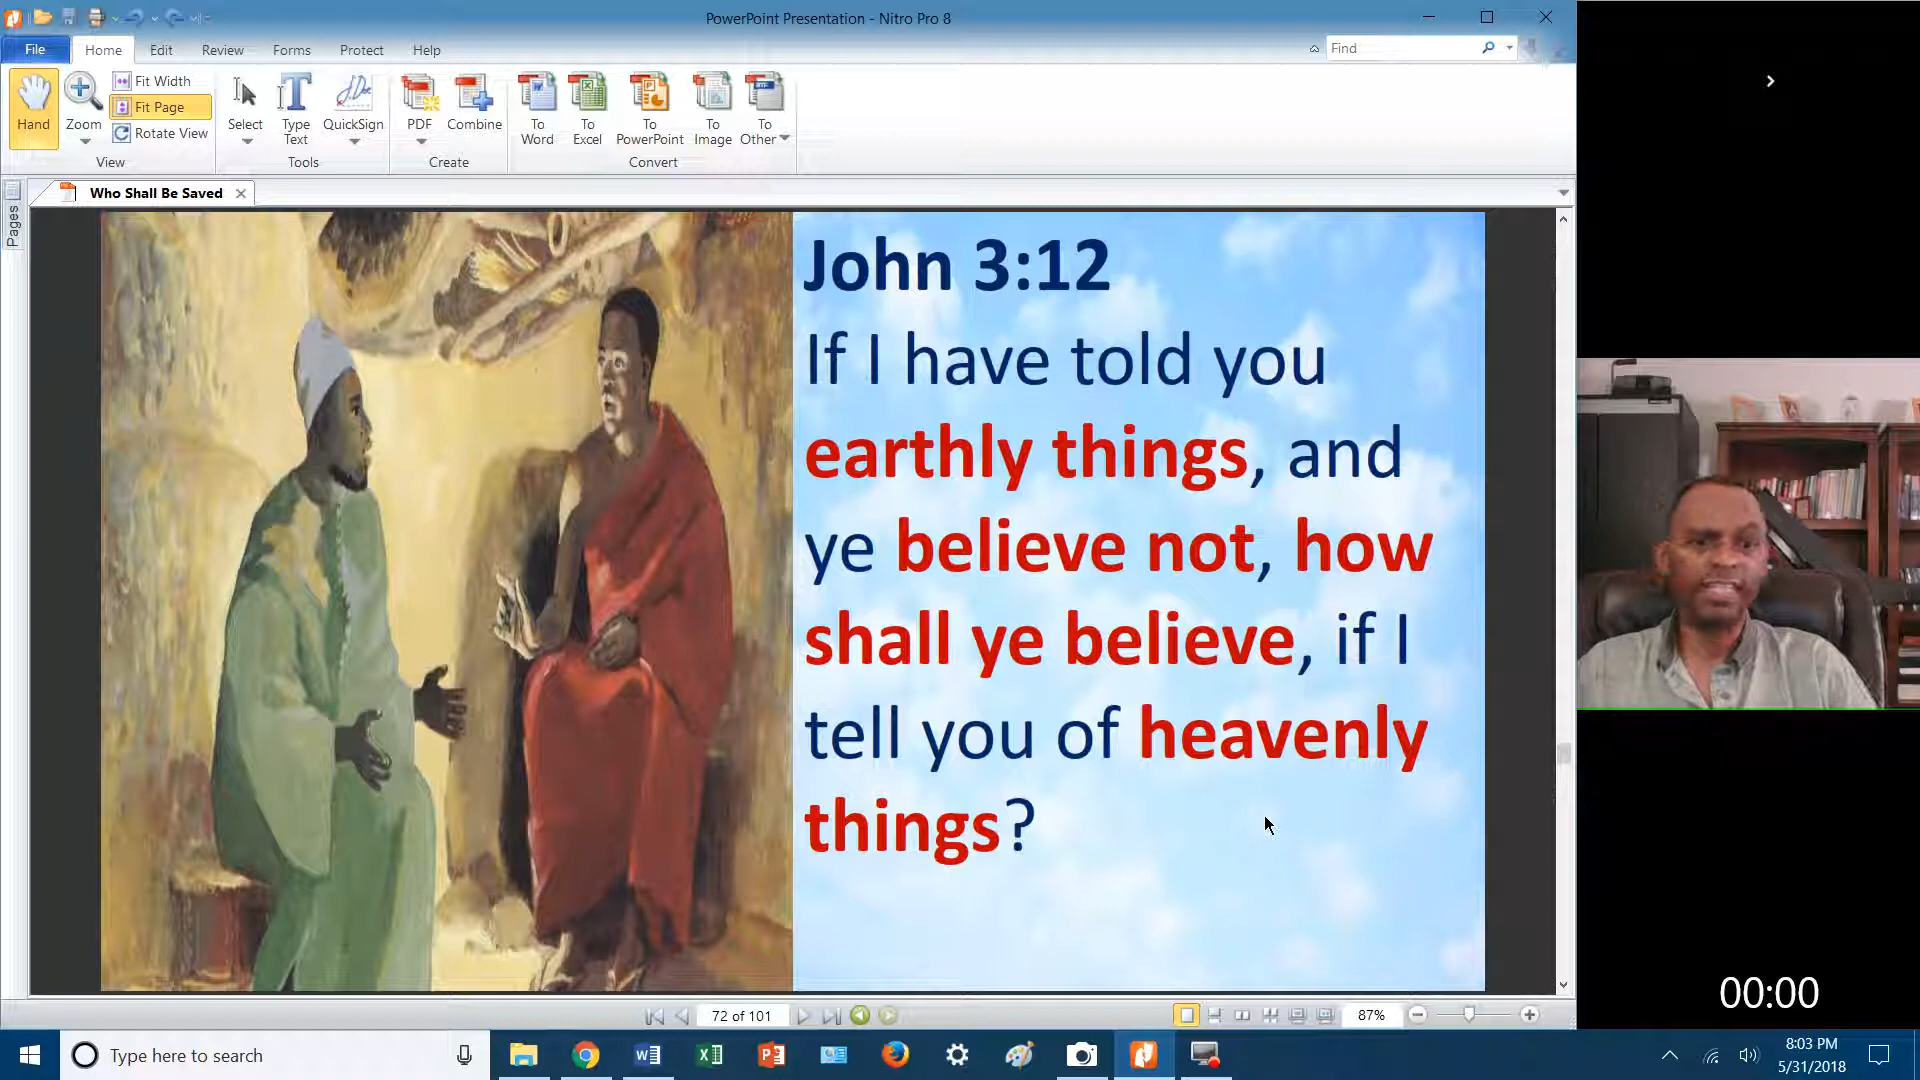 PowerPoint Presentation - Nitro Pro 8
File
Home
Edit
Review
Forms
Protect
Help
Find
Hand
Zoom
Fit Width
Fit Page
Rotate View
View
Select
Type
Text
QuickSign
Tools
PDF
Combine
Create
To
Word
To
Excel
To
PowerPoint
To
Image
To
Other
Convert
Who Shall Be Saved
Pages
John 3:12
If I have told you
earthly things, and
ye believe not, how
shall ye believe, if I
tell you of heavenly
things?
72 of 101
87%
00:00
Type here to search
8:03 PM
5/31/2018